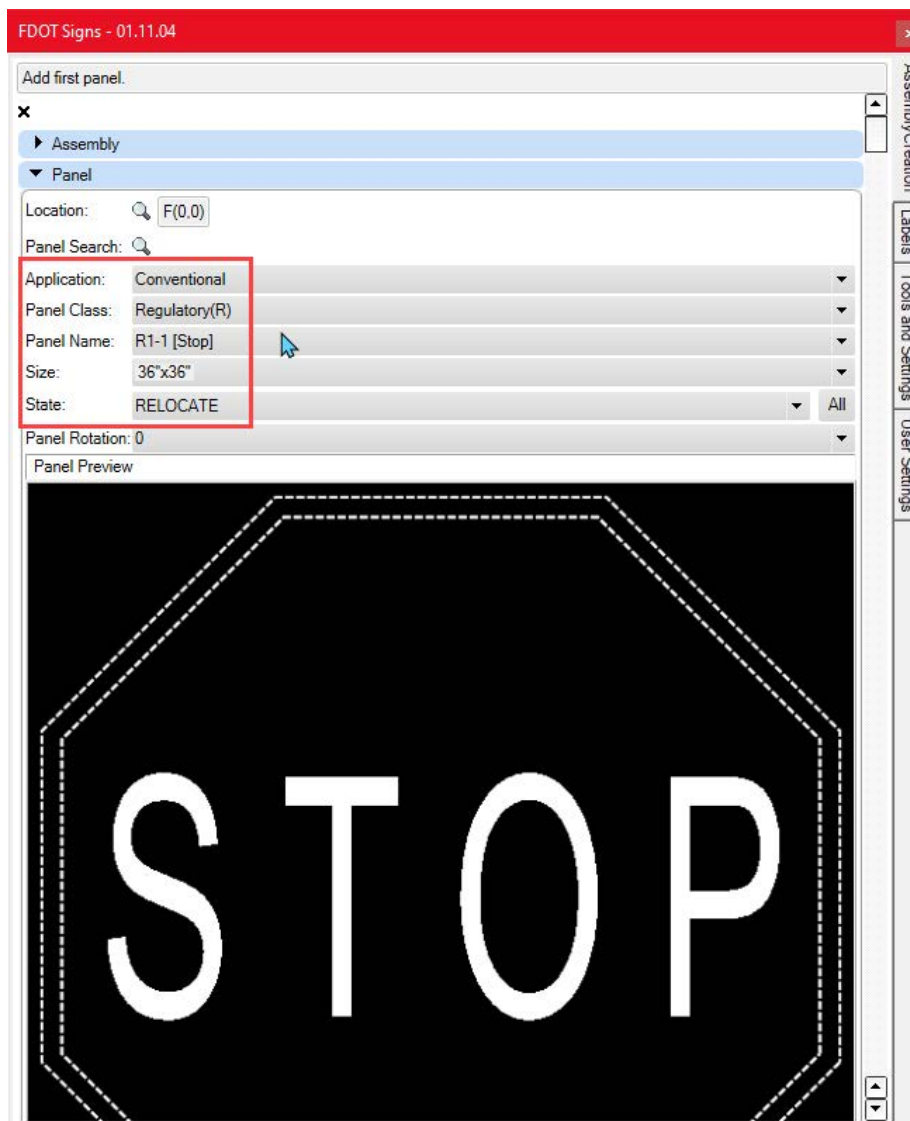 FDOT Signs - 01.11.04
Add first panel.
Assembly
Panel
Location: F(0,0)
Panel Search:
Application: Conventional
Panel Class: Regulatory(R)
Panel Name: R1-1 [Stop]
Size: 36"x36"
State: RELOCATE All
Panel Rotation: 0
Panel Preview
STOP
AssemblyCreation
Labels
Tools and Settings
User Settings